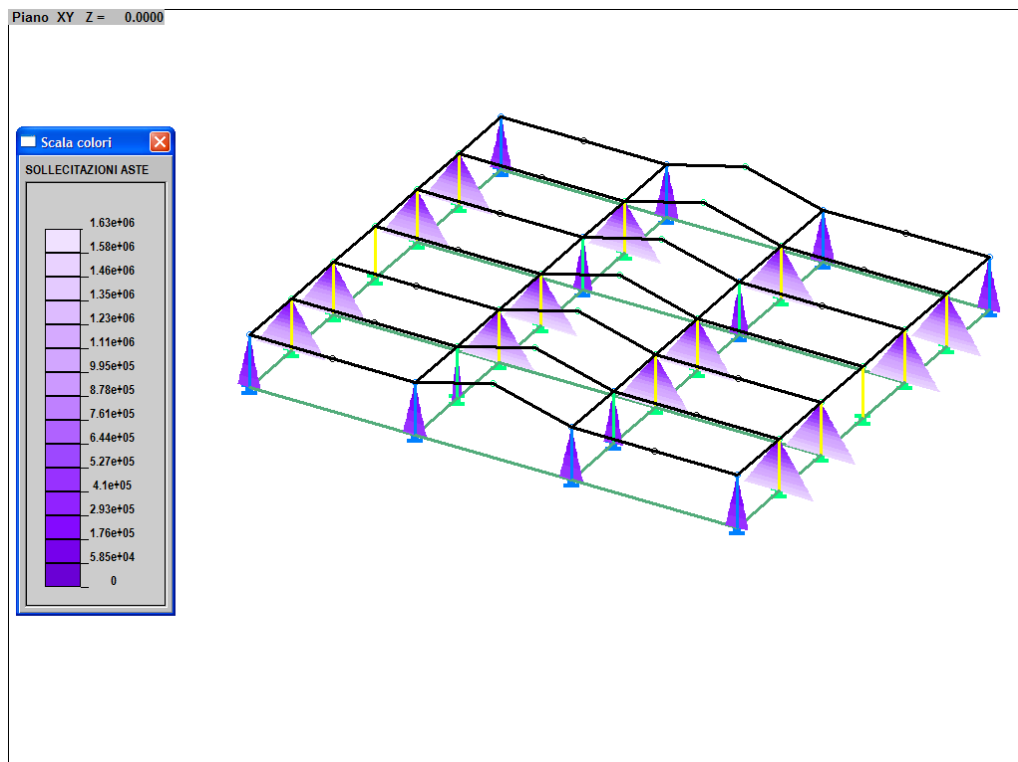 Piano XY Z = 0.0000
Scala colori
SOLLECITAZIONI ASTE
1.63e+06
1.58e+06
1.46e+06
1.35e+06
1.23e+06
1.11e+06
9.95e+05
8.78e+05
7.61e+05
6.44e+05
5.27e+05
4.1e+05
2.93e+05
1.76e+05
5.85e+04
0